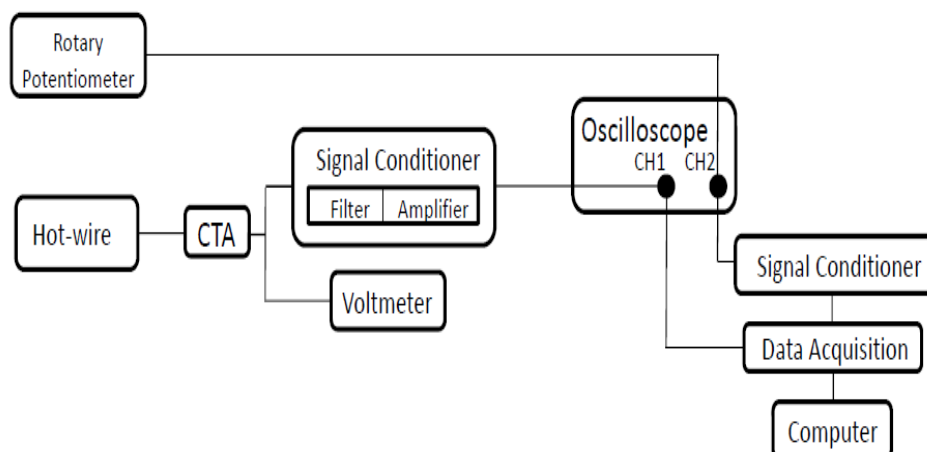 Rotary
Potentiometer
Oscilloscope
CH1 CH2
Signal Conditioner
Filter Amplifier
Hot-wire
CTA
Voltmeter
Signal Conditioner
Data Acquisition
Computer